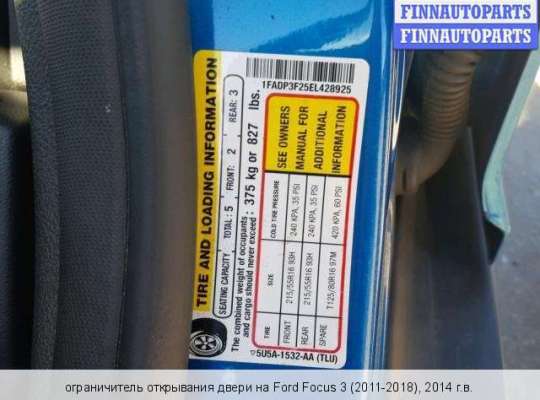 FINNAUTOPARTS
FINNAUTOPARTS
1FADP3F25EL428925
TIRE AND LOADING INFORMATION
SEATING CAPACITY TOTAL: 5 FRONT: 2 REAR: 3
The combined weight of occupants
and cargo should never exceed: 375 kg or 827 lbs.
TIRE SIZE COLD TIRE PRESSURE SEE OWNERS
FRONT 215/55R16 93H 240 KPA, 35 PSI MANUAL FOR
REAR 215/55R16 93H 240 KPA, 35 PSI ADDITIONAL
SPARE T125/80R16 97M 420 KPA, 60 PSI INFORMATION
5U5A-1532-AA (TLU)
ограничитель открывания двери на Ford Focus 3 (2011-2018), 2014 г.в.